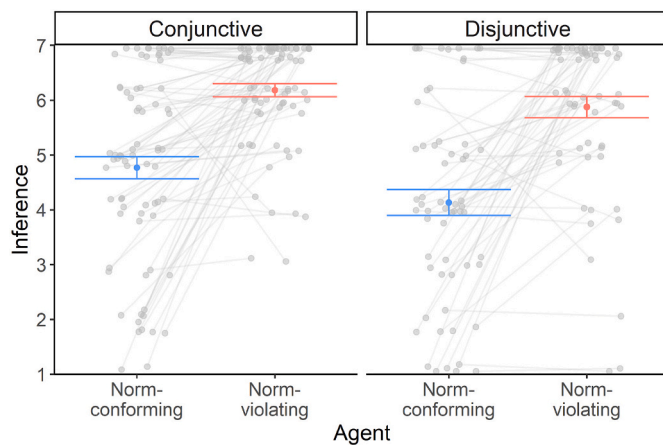 Conjunctive
Disjunctive
Inference
7
6
5
4
3
2
1
Norm-
conforming
Norm-
violating
Norm-
conforming
Norm-
violating
Agent